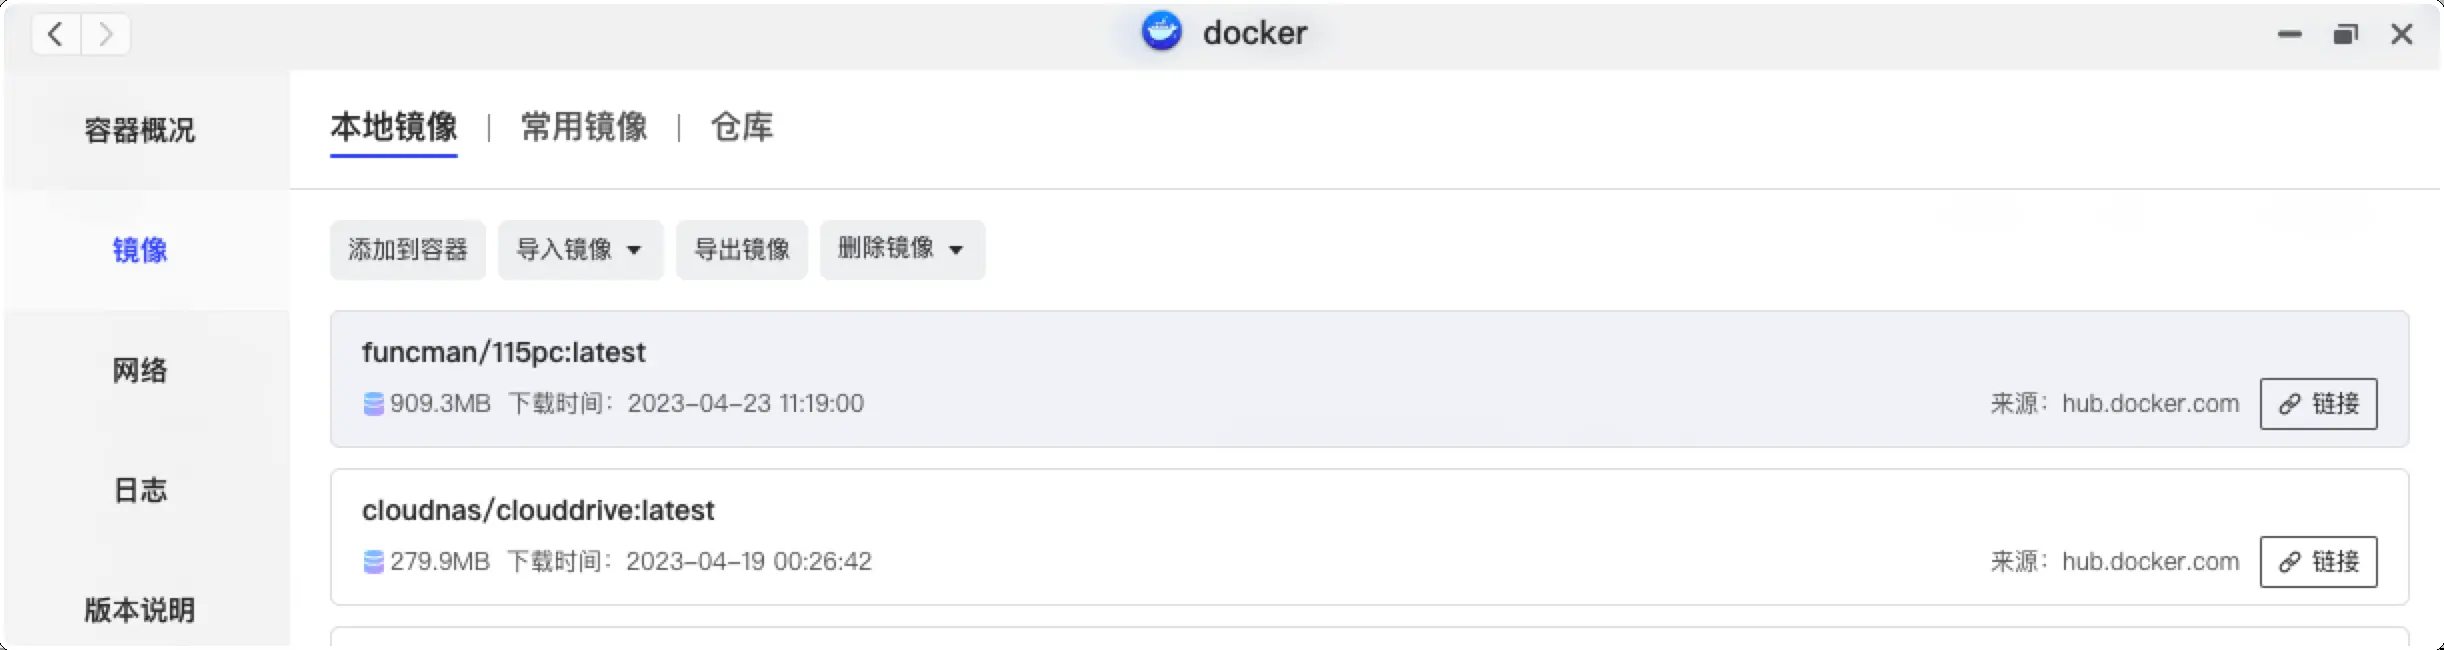 docker
容器概况
镜像
网络
日志
版本说明
本地镜像 | 常用镜像 | 仓库
添加到容器 导入镜像 导出镜像 删除镜像
funcman/115pc:latest
909.3MB 下载时间：2023-04-23 11:19:00 来源：hub.docker.com 链接
cloudnas/clouddrive:latest
279.9MB 下载时间：2023-04-19 00:26:42 来源：hub.docker.com 链接